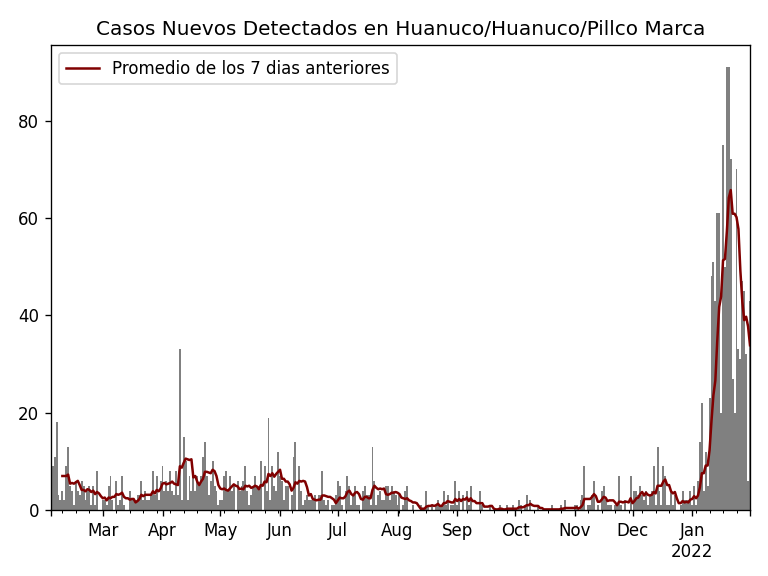 Casos Nuevos Detectados en Huanuco/Huanuco/Pillco Marca
Promedio de los 7 dias anteriores
80
60
40
20
0
Mar Apr May Jun Jul Aug Sep Oct Nov Dec Jan
2022